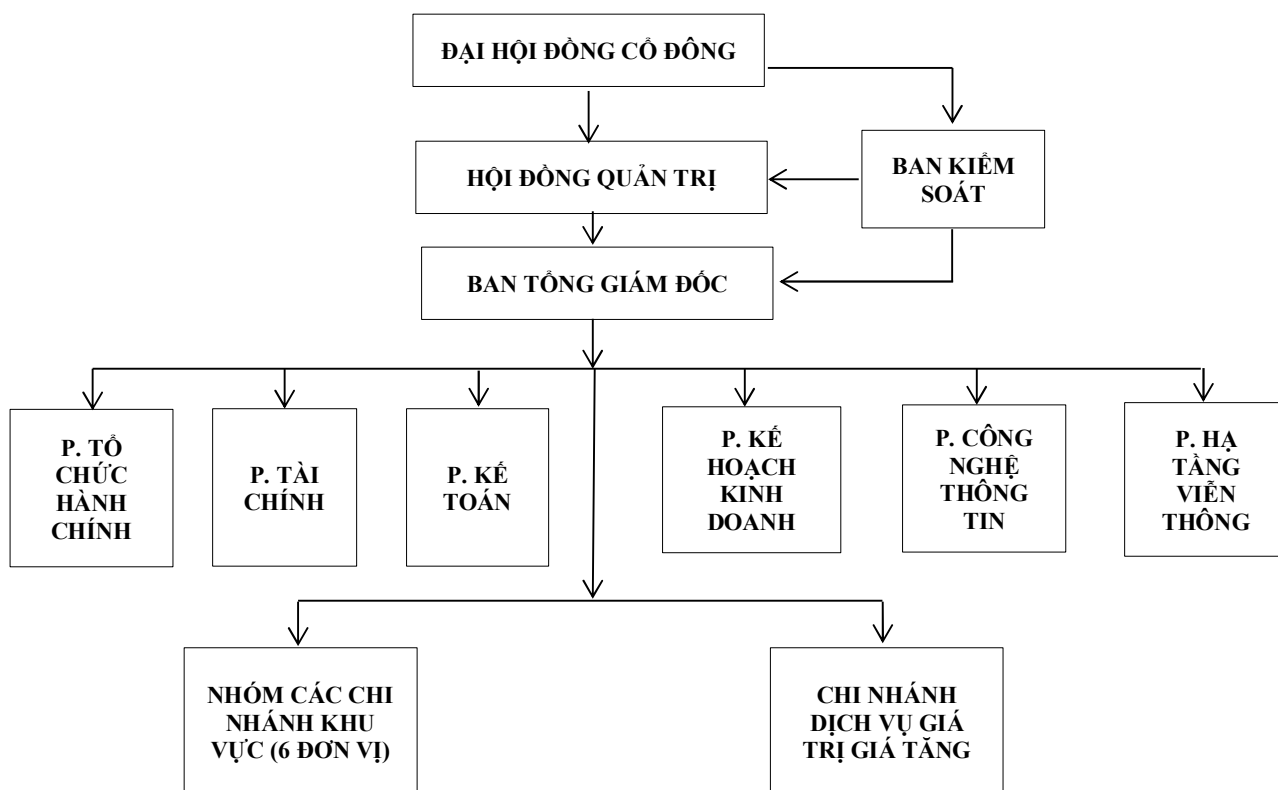 ĐẠI HỘI ĐỒNG CỔ ĐÔNG
HỘI ĐỒNG QUẢN TRỊ
BAN KIỂM
SOÁT
BAN TỔNG GIÁM ĐỐC
P. TỔ
CHỨC
HÀNH
CHÍNH
P. TÀI
CHÍNH
P. KẾ
TOÁN
P. KẾ
HOẠCH
KINH
DOANH
P. CÔNG
NGHỆ
THÔNG
TIN
P. HẠ
TẦNG
VIỄN
THÔNG
NHÓM CÁC CHI
NHÁNH KHU
VỰC (6 ĐƠN VỊ)
CHI NHÁNH
DỊCH VỤ GIÁ
TRỊ GIÁ TĂNG